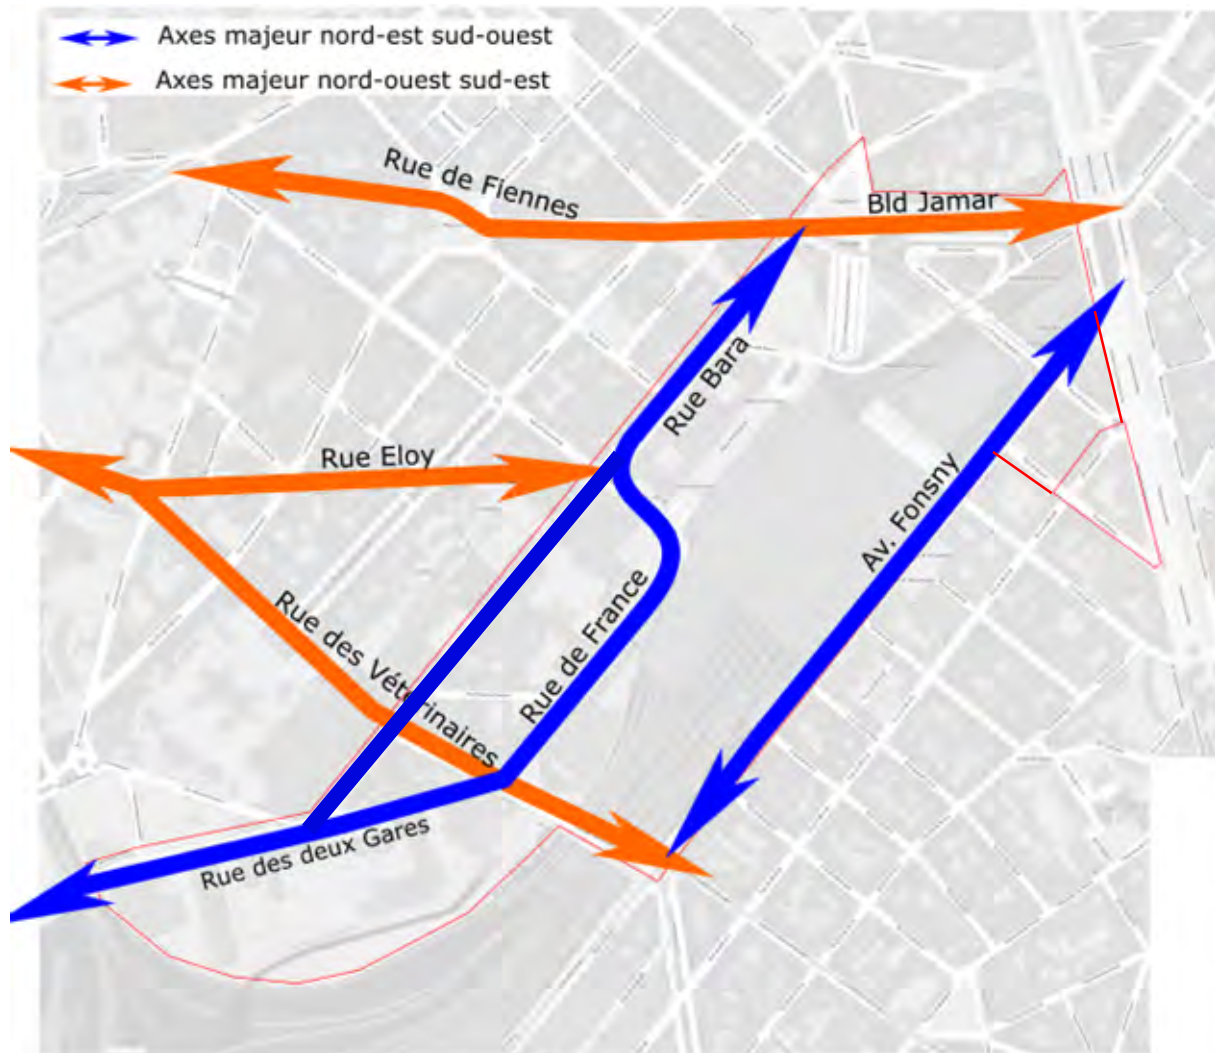 Axes majeur nord-est sud-ouest
Axes majeur nord-ouest sud-est
Rue de Fiennes
Bld Jamar
Rue Bara
Rue Eloy
Av. Fonsny
Rue de France
Rue des Vétérinaires
Rue des deux Gares